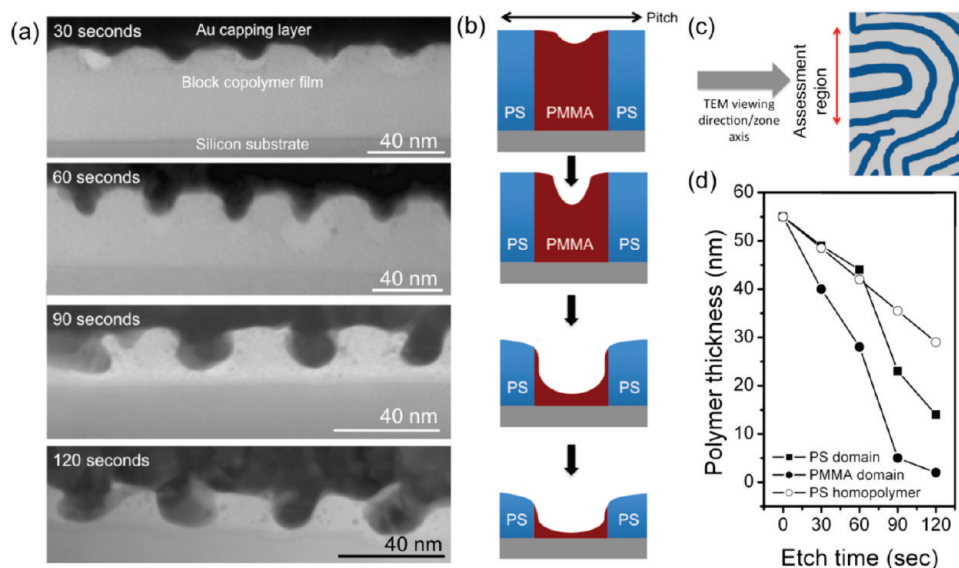 (a)
30 seconds
Au capping layer
Block copolymer film
Silicon substrate
40 nm
60 seconds
40 nm
90 seconds
40 nm
120 seconds
40 nm
(b)
Pitch
PS
PMMA
PS
PS
PMMA
PS
PS
PS
PS
PS
(c)
TEM viewing
direction/zone
axis
Assessment
region
(d)
Polymer thickness (nm)
60
50
40
30
20
10
0
PS domain
PMMA domain
PS homopolymer
0 30 60 90 120
Etch time (sec)